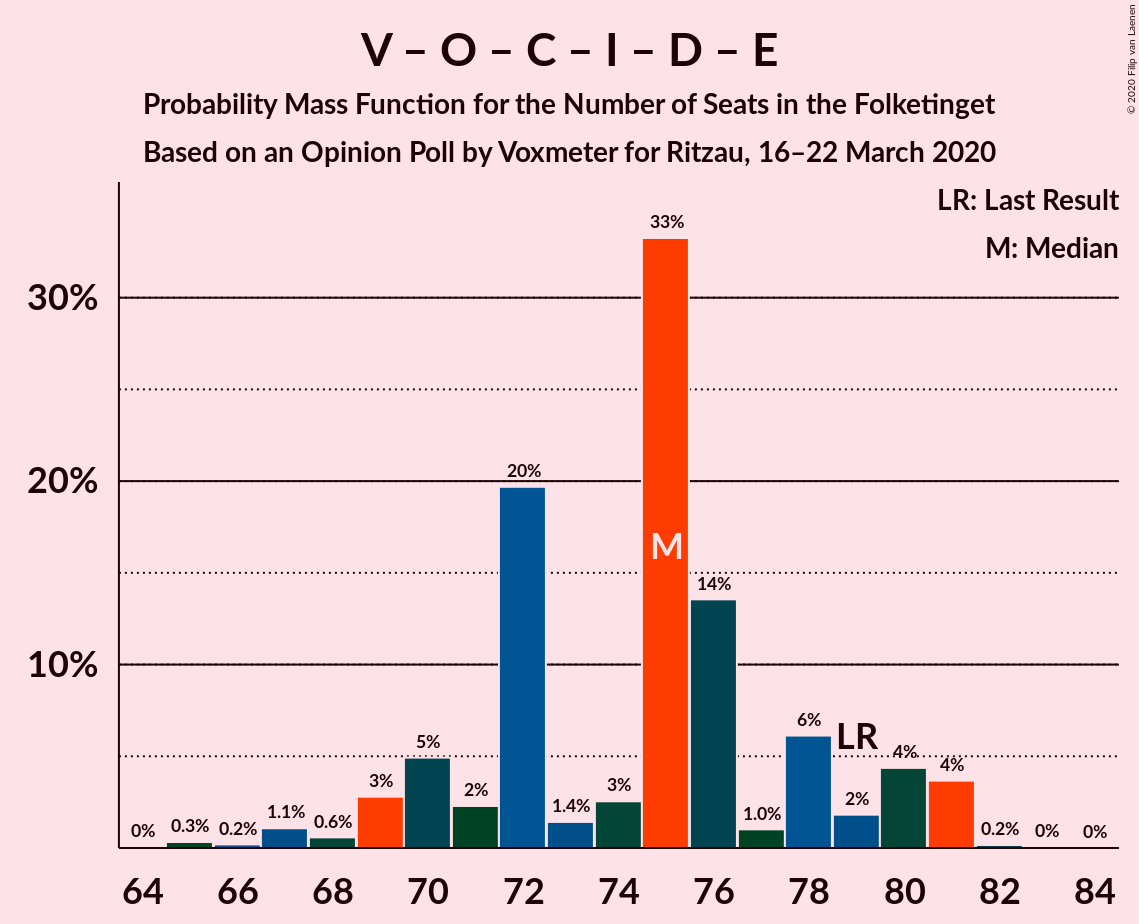 V – O – C – I – D – E
Probability Mass Function for the Number of Seats in the Folketinget
Based on an Opinion Poll by Voxmeter for Ritzau, 16–22 March 2020
© 2020 Filip van Laenen
LR: Last Result
M: Median
30%
20%
10%
0%
0.3%
0.2%
1.1%
0.6%
3%
5%
2%
20%
1.4%
3%
33%
M
14%
1.0%
6%
LR
2%
4%
4%
0.2%
0%
0%
64 66 68 70 72 74 76 78 80 82 84